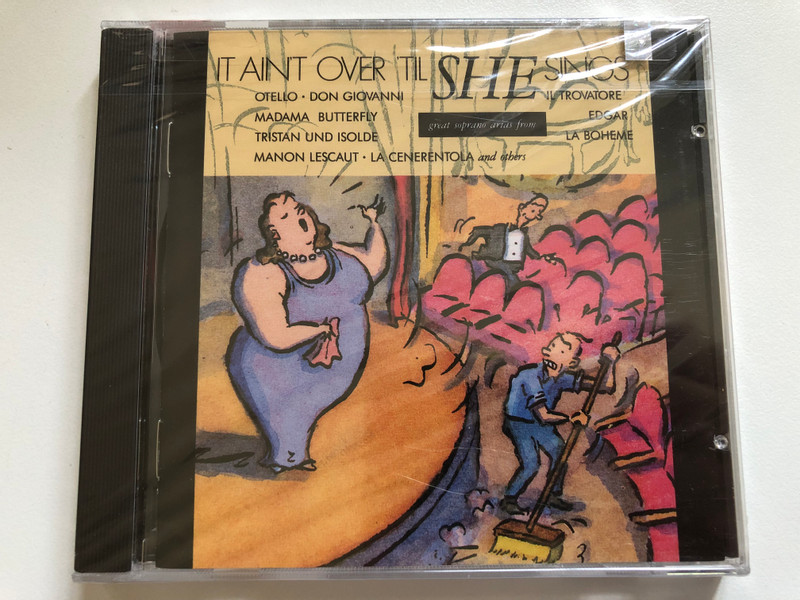 IT AIN'T OVER 'TIL SHE SINGS
OTELLO · DON GIOVANNI IL TROVATORE
MADAMA BUTTERFLY great soprano arias from EDGAR
TRISTAN UND ISOLDE LA BOHEME
MANON LESCAUT · LA CENERENTOLA and others